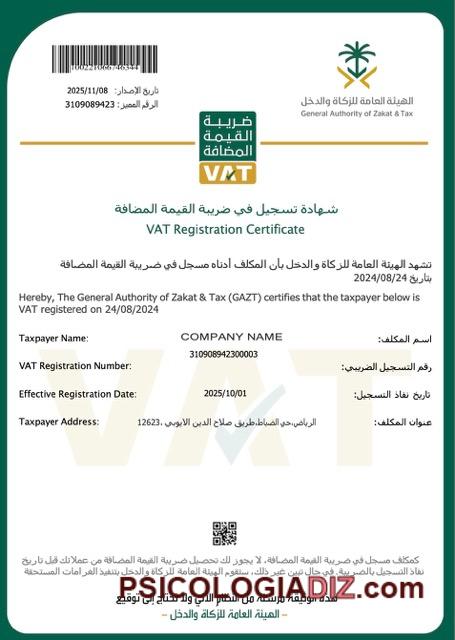 100221066746344
تاريخ الإصدار: 2025/11/08
الرقم المميز: 3109089423
الهيئة العامة للزكاة والدخل
General Authority of Zakat & Tax
ضريبة
القيمة
المضافة
VAT
شهادة تسجيل في ضريبة القيمة المضافة
VAT Registration Certificate
تشهد الهيئة العامة للزكاة والدخل بأن المكلف أدناه مسجل في ضريبة القيمة المضافة
بتاريخ 2024/08/24
Hereby, The General Authority of Zakat & Tax (GAZT) certifies that the taxpayer below is
VAT registered on 24/08/2024
Taxpayer Name: COMPANY NAME اسم المكلف:
VAT Registration Number: 310908942300003 رقم التسجيل الضريبي:
Effective Registration Date: 2025/10/01 تاريخ نفاذ التسجيل:
Taxpayer Address: الرياض،حي الضباط،طريق صلاح الدين الايوبي ،12623 عنوان المكلف:
VAT
كمكلف مسجل في ضريبة القيمة المضافة، لا يجوز لك تحصيل ضريبة القيمة المضافة من عملائك قبل تاريخ
نفاذ التسجيل بالضريبة. في حال تبين غير ذلك، ستقوم الهيئة العامة للزكاة والدخل بتنفيذ الغرامات المستحقة
PSICOLOGIADIZ.com
هذه الوثيقة مرسلة من النظام الآلي ولا تحتاج إلى توقيع
– الهيئة العامة للزكاة والدخل –